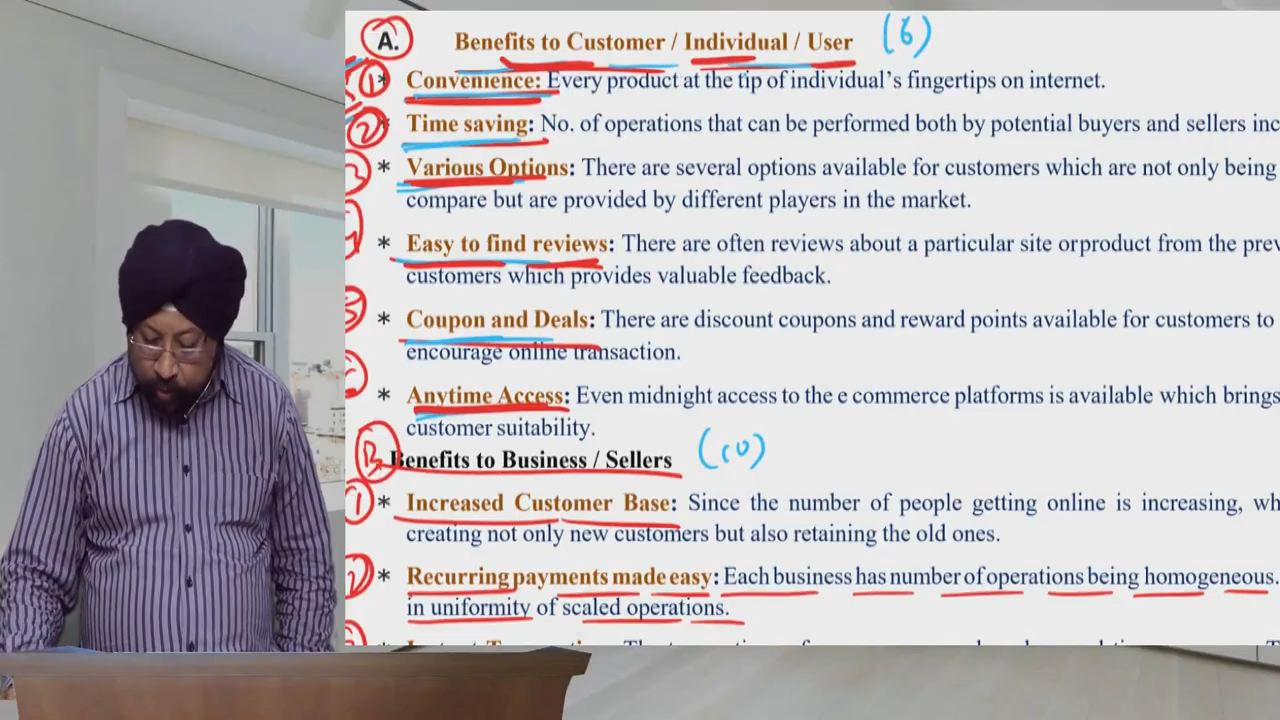 A. Benefits to Customer / Individual / User (6)
1 * Convenience: Every product at the tip of individual’s fingertips on internet.
2 * Time saving: No. of operations that can be performed both by potential buyers and sellers inc
3 * Various Options: There are several options available for customers which are not only being
compare but are provided by different players in the market.
* Easy to find reviews: There are often reviews about a particular site orproduct from the prev
customers which provides valuable feedback.
5 * Coupon and Deals: There are discount coupons and reward points available for customers to
encourage online transaction.
* Anytime Access: Even midnight access to the e commerce platforms is available which brings
customer suitability.
B Benefits to Business / Sellers (10)
1 * Increased Customer Base: Since the number of people getting online is increasing, wh
creating not only new customers but also retaining the old ones.
* Recurring payments made easy: Each business has number of operations being homogeneous.
in uniformity of scaled operations.